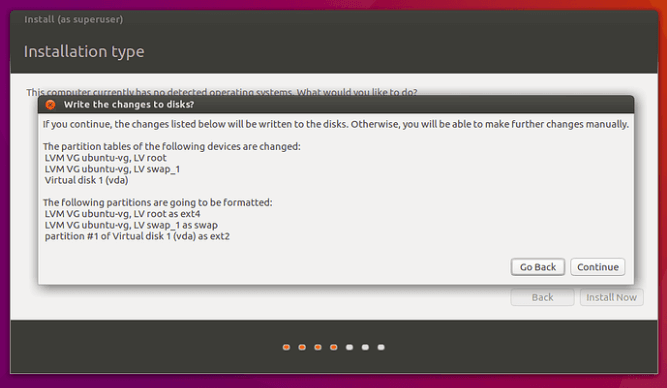 Install (as superuser)
Installation type
This computer currently has no detected operating systems. What would you like to do?
Write the changes to disks?
If you continue, the changes listed below will be written to the disks. Otherwise, you will be able to make further changes manually.
The partition tables of the following devices are changed:
LVM VG ubuntu-vg, LV root
LVM VG ubuntu-vg, LV swap_1
Virtual disk 1 (vda)
The following partitions are going to be formatted:
LVM VG ubuntu-vg, LV root as ext4
LVM VG ubuntu-vg, LV swap_1 as swap
partition #1 of Virtual disk 1 (vda) as ext2
Go Back Continue
Back Install Now